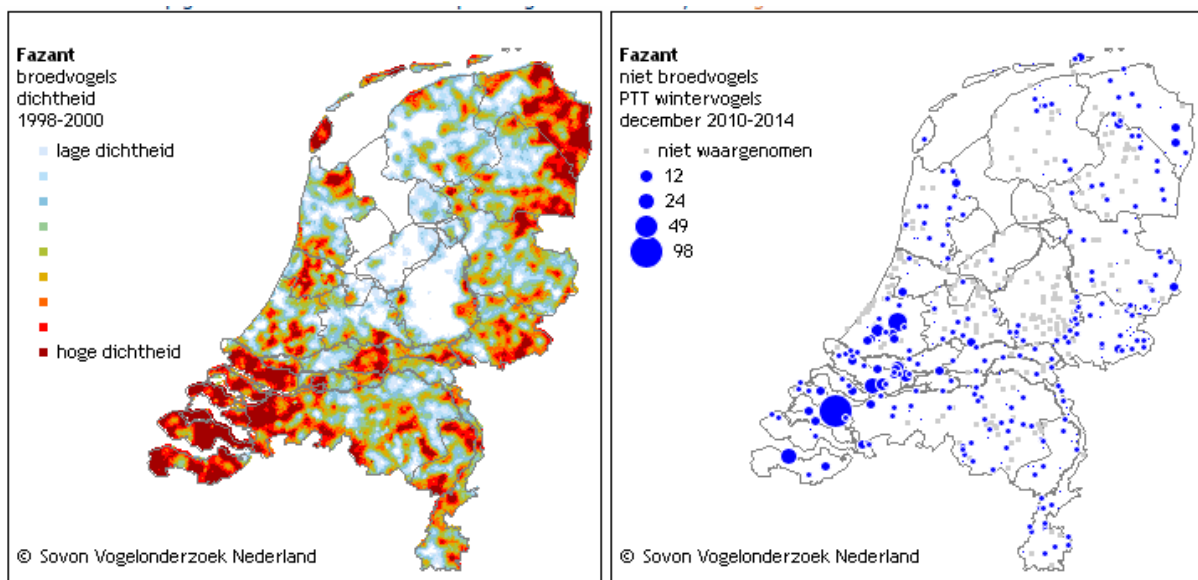 Fazant
broedvogels
dichtheid
1998-2000
lage dichtheid
hoge dichtheid
© Sovon Vogelonderzoek Nederland
Fazant
niet broedvogels
PTT wintervogels
december 2010-2014
niet waargenomen
12
24
49
98
© Sovon Vogelonderzoek Nederland